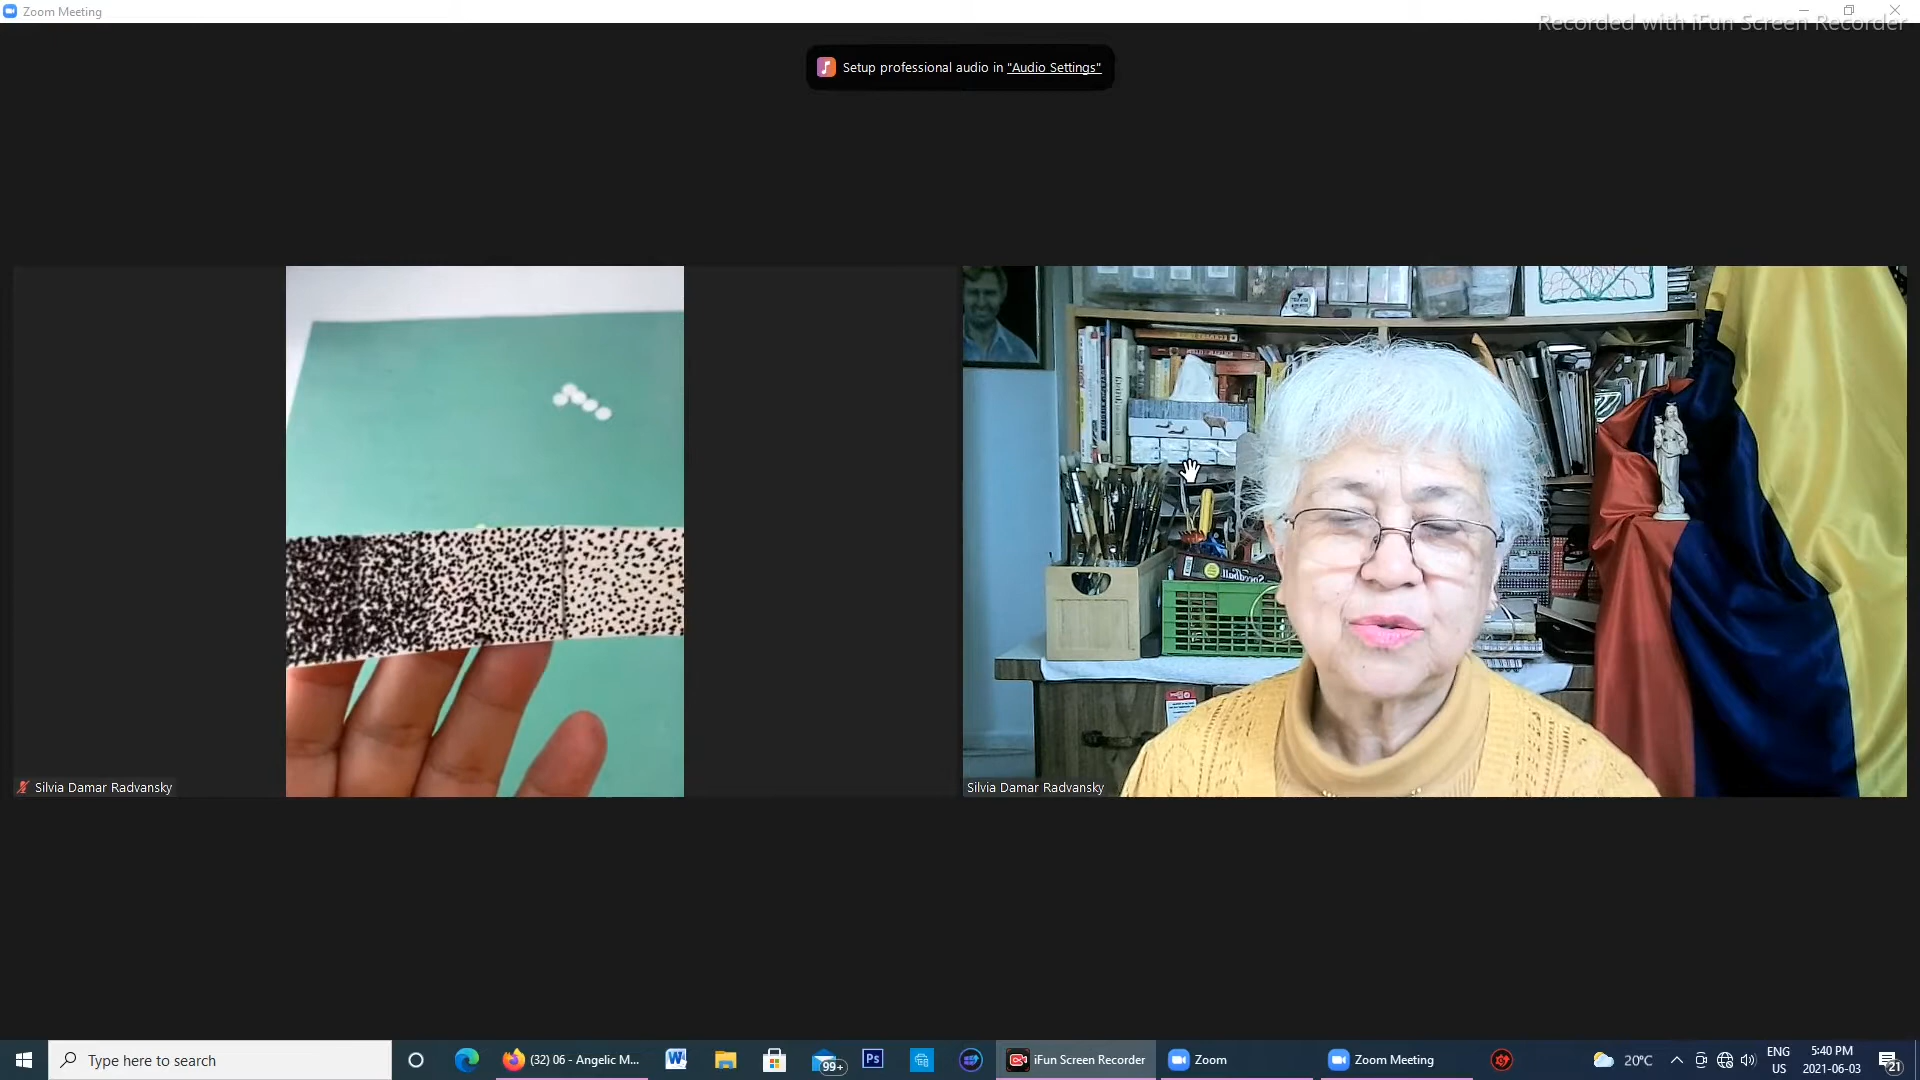 Zoom Meeting
Recorded with iFun Screen Recorder
Setup professional audio in "Audio Settings"
Silvia Damar Radvansky
Silvia Damar Radvansky
Type here to search
(32) 06 - Angelic M...
99+
Ps
iFun Screen Recorder
Zoom
Zoom Meeting
20°C
ENG
US
5:40 PM
2021-06-03
21